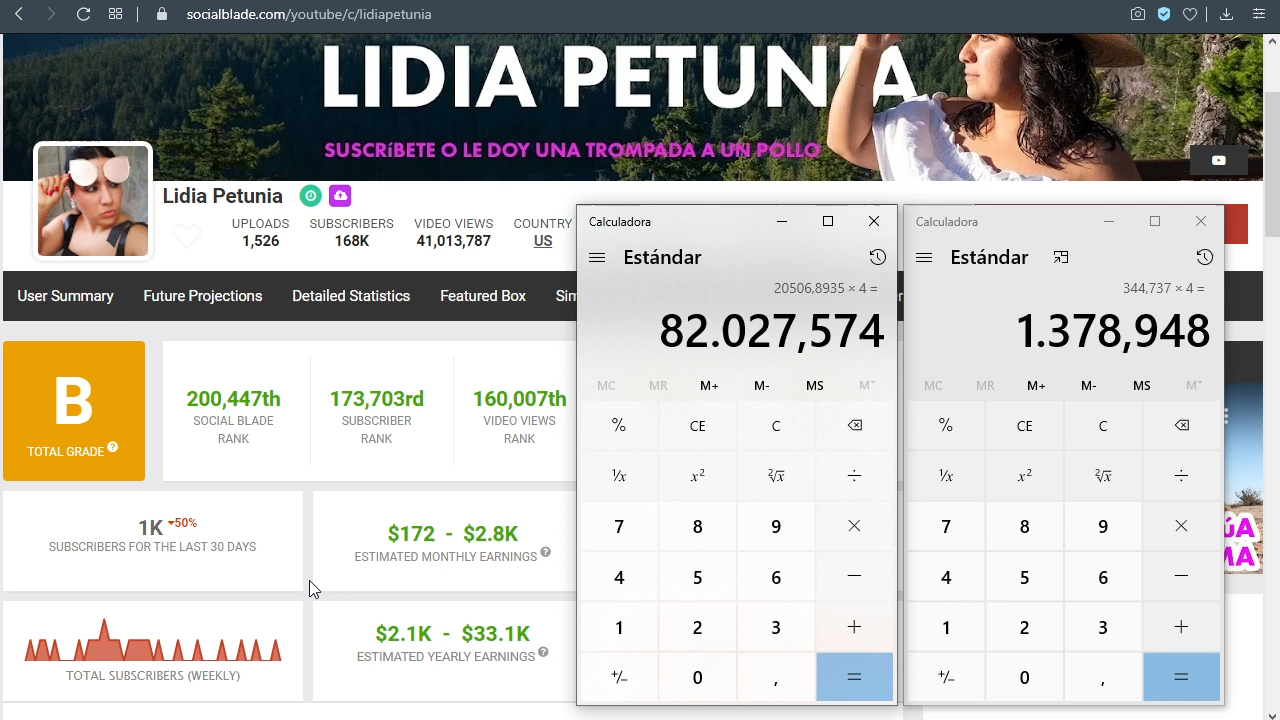 socialblade.com/youtube/c/lidiapetunia
LIDIA PETUNIA
SUSCRíBETE O LE DOY UNA TROMPADA A UN POLLO
Lidia Petunia
UPLOADS SUBSCRIBERS VIDEO VIEWS COUNTRY
1,526 168K 41,013,787 US
User Summary Future Projections Detailed Statistics Featured Box
B
TOTAL GRADE ?
200,447th
SOCIAL BLADE
RANK
173,703rd
SUBSCRIBER
RANK
160,007th
VIDEO VIEWS
RANK
1K 50%
SUBSCRIBERS FOR THE LAST 30 DAYS
$172 - $2.8K
ESTIMATED MONTHLY EARNINGS ?
$2.1K - $33.1K
ESTIMATED YEARLY EARNINGS ?
TOTAL SUBSCRIBERS (WEEKLY)
Calculadora
Estándar
20506,8935 × 4 =
82.027,574
MC MR M+ M- MS M˅
% CE C
¹/x x² ²√x ÷
7 8 9 ×
4 5 6 −
1 2 3 +
+/− 0 , =
Calculadora
Estándar
344,737 × 4 =
1.378,948
MC MR M+ M- MS M˅
% CE C
¹/x x² ²√x ÷
7 8 9 ×
4 5 6 −
1 2 3 +
+/− 0 , =